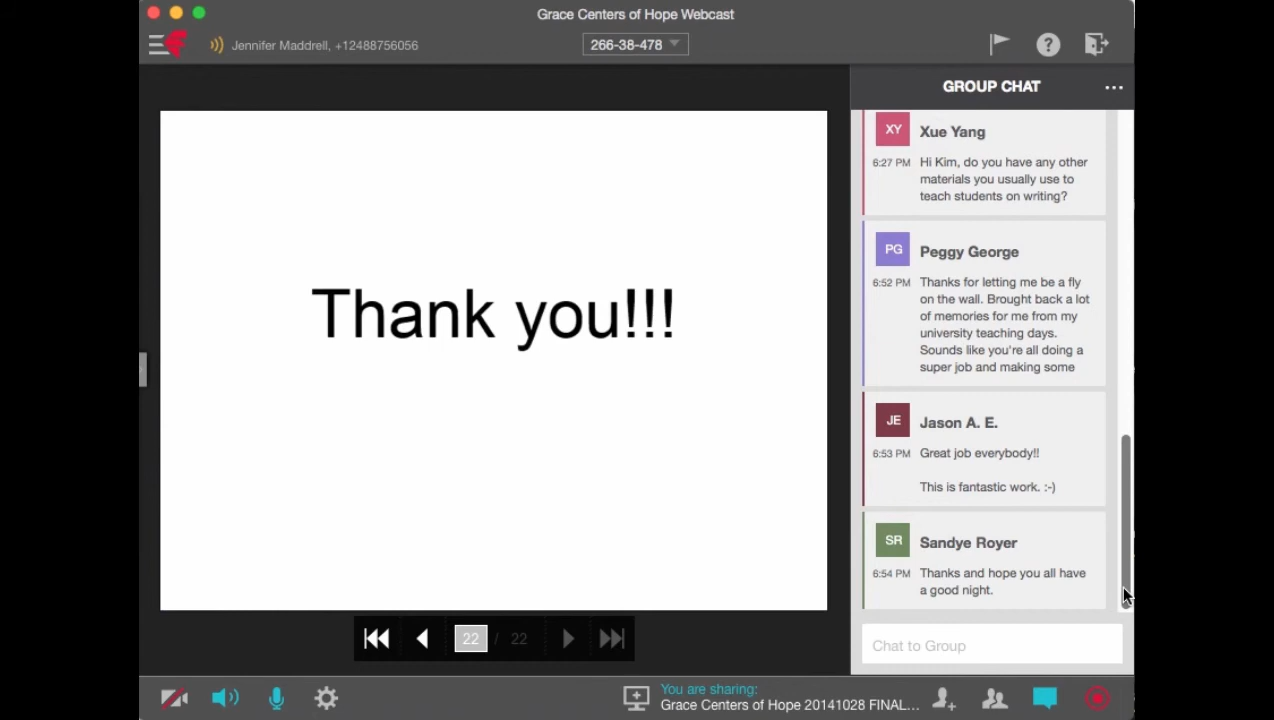 Grace Centers of Hope Webcast
Jennifer Maddrell, +12488756056
266-38-478
?
GROUP CHAT
Thank you!!!
XY
Xue Yang
6:27 PM
Hi Kim, do you have any other
materials you usually use to
teach students on writing?
PG
Peggy George
6:52 PM
Thanks for letting me be a fly
on the wall. Brought back a lot
of memories for me from my
university teaching days.
Sounds like you're all doing a
super job and making some
JE
Jason A. E.
6:53 PM
Great job everybody!!
This is fantastic work. :-)
SR
Sandye Royer
6:54 PM
Thanks and hope you all have
a good night.
22 / 22
Chat to Group
You are sharing:
Grace Centers of Hope 20141028 FINAL...